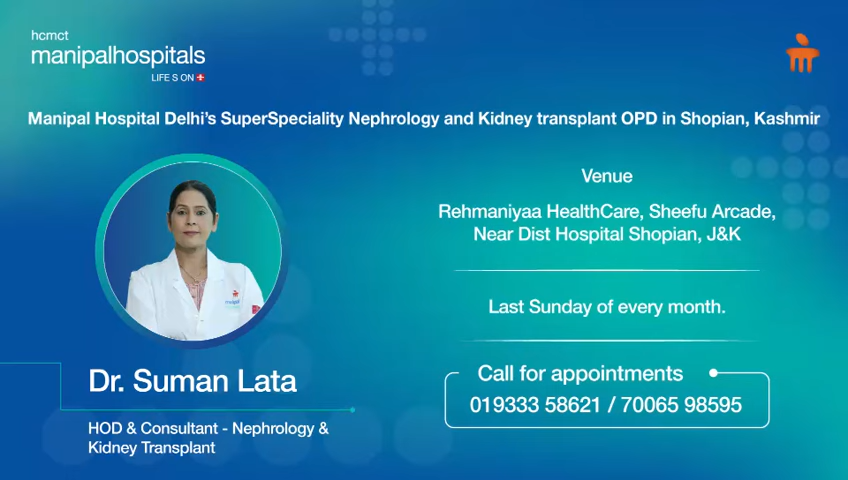 hcmct
manipalhospitals
LIFE'S ON
Manipal Hospital Delhi's SuperSpeciality Nephrology and Kidney transplant OPD in Shopian, Kashmir
Venue
Rehmaniyaa HealthCare, Sheefu Arcade,
Near Dist Hospital Shopian, J&K
Last Sunday of every month.
Call for appointments
019333 58621 / 70065 98595
Dr. Suman Lata
HOD & Consultant - Nephrology &
Kidney Transplant